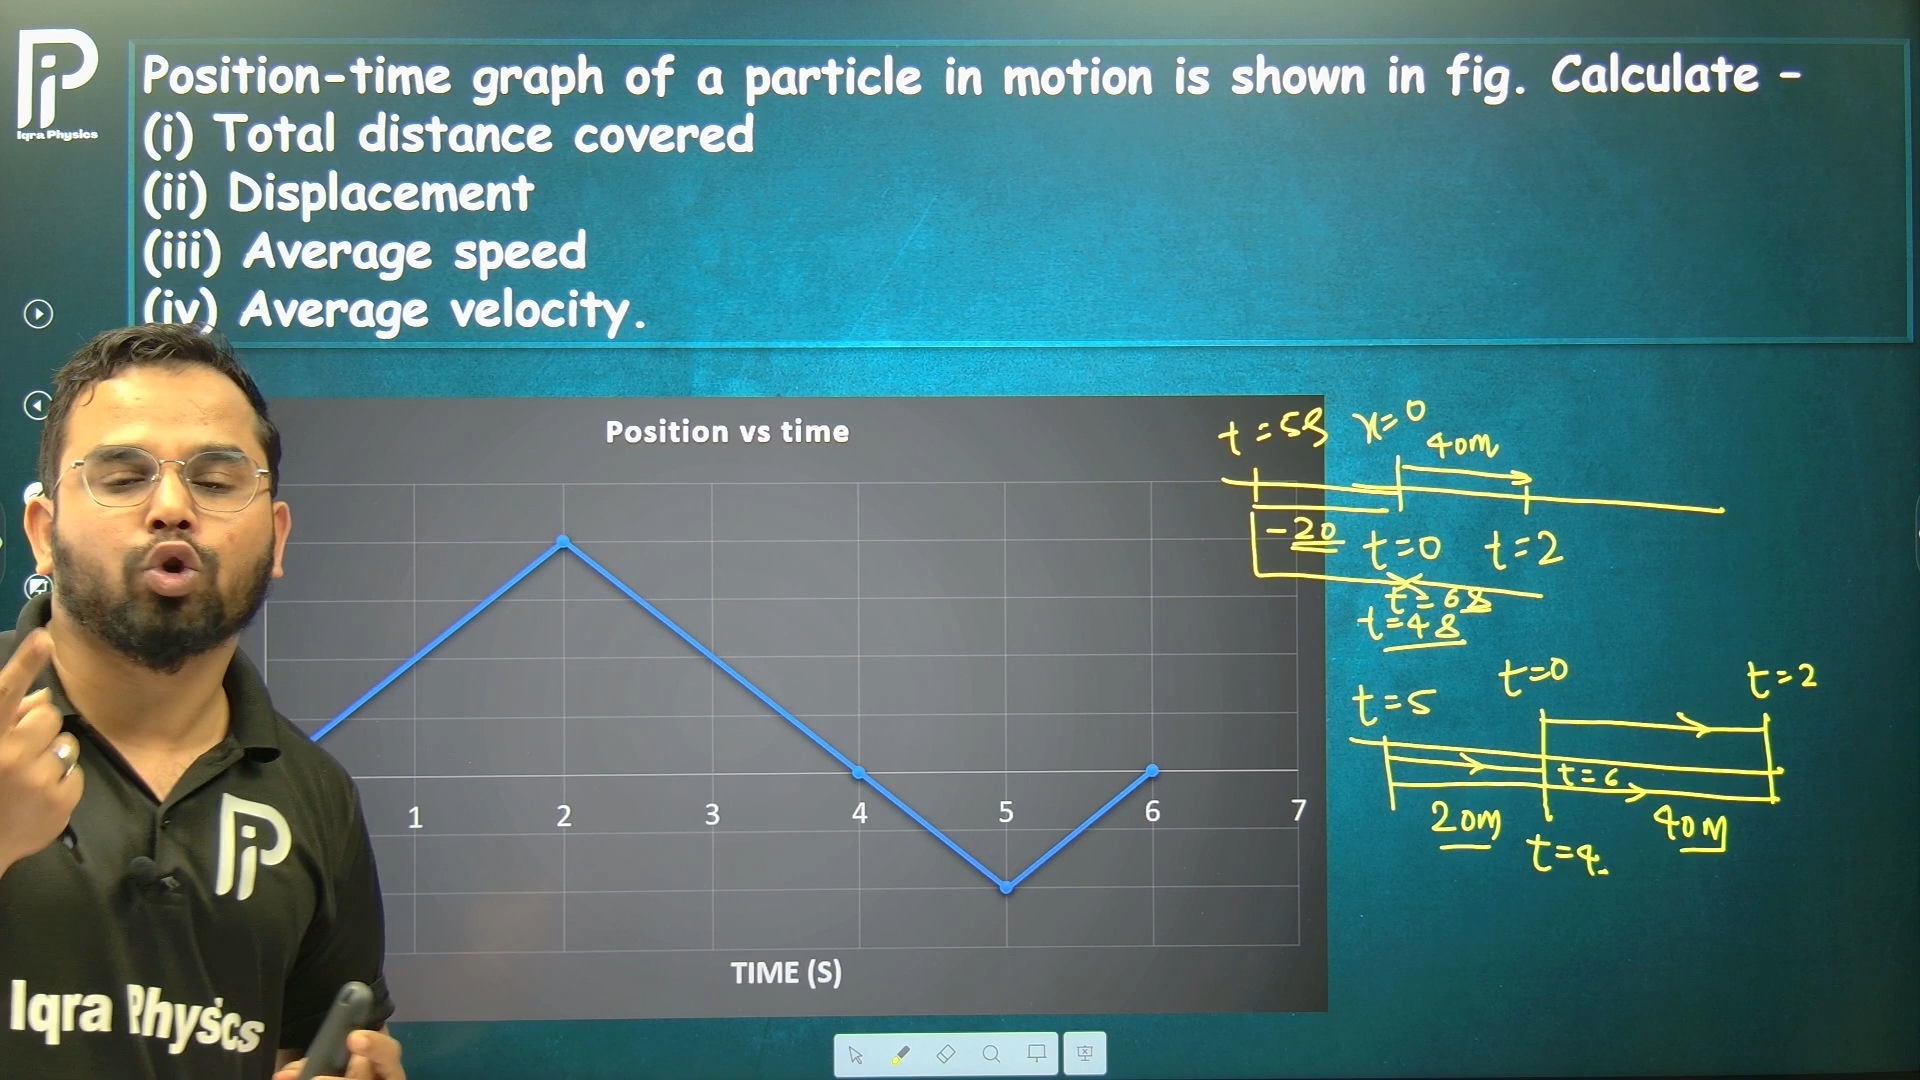 Iqra Physics
Position-time graph of a particle in motion is shown in fig. Calculate -
(i) Total distance covered
(ii) Displacement
(iii) Average speed
(iv) Average velocity.
Position vs time
1 2 3 4 5 6 7
TIME (S)
t=5s x=0
40m
-20 t=0 t=2
t=6s
t=4s
t=0 t=2
t=5
t=6
20m 40m
t=4.
Iqra Physics